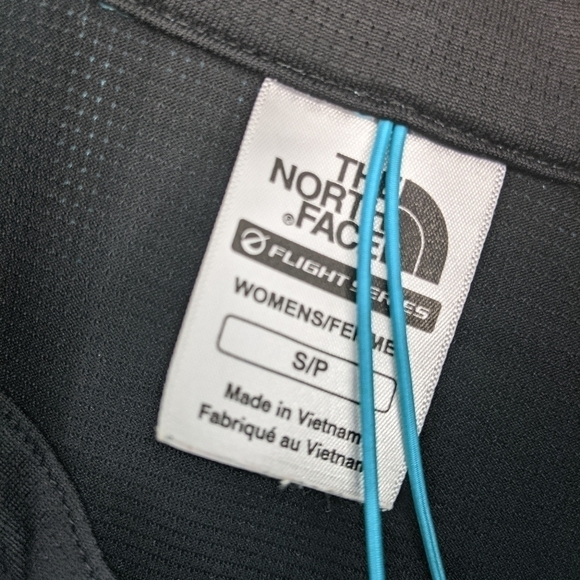 THE
NORTH
®FACE
FLIGHT SERIES
WOMENS/FEMME
S/P
Made in Vietnam
Fabriqué au Vietnam